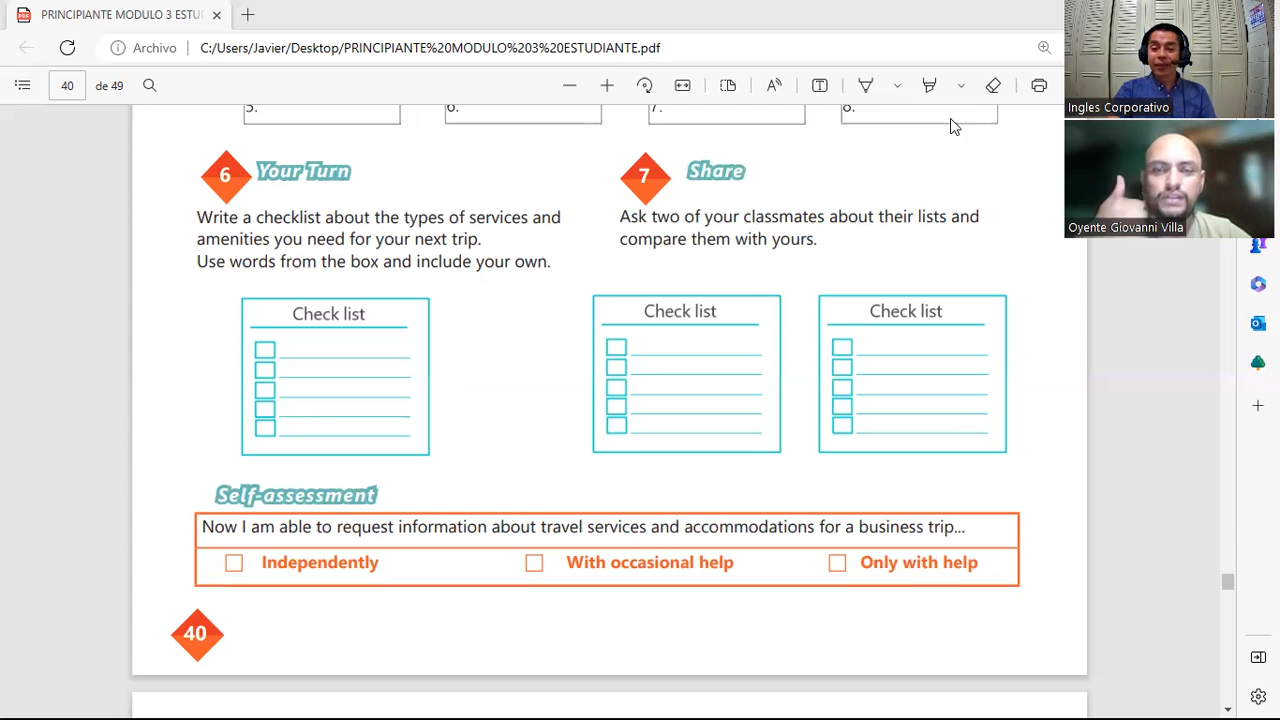 PRINCIPIANTE MODULO 3 ESTU
Archivo
C:/Users/Javier/Desktop/PRINCIPIANTE%20MODULO%203%20ESTUDIANTE.pdf
40 de 49
Ingles Corporativo
Oyente Giovanni Villa
5. 6. 7. 8.
6 Your Turn
Write a checklist about the types of services and
amenities you need for your next trip.
Use words from the box and include your own.
Check list
7 Share
Ask two of your classmates about their lists and
compare them with yours.
Check list
Check list
Self-assessment
Now I am able to request information about travel services and accommodations for a business trip...
Independently
With occasional help
Only with help
40